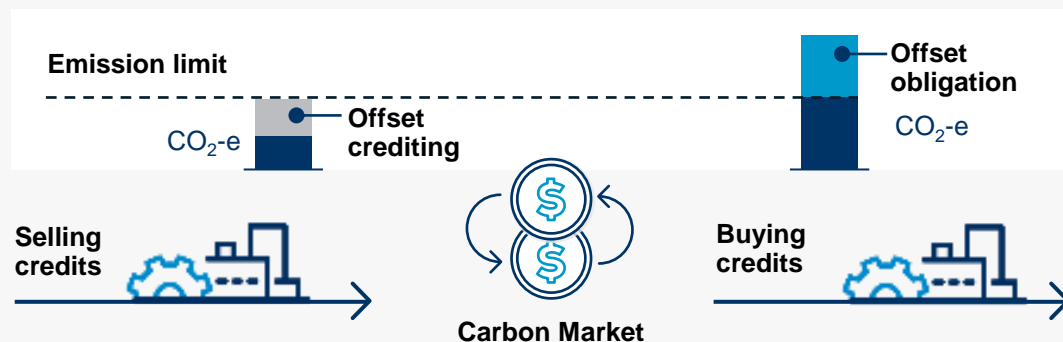 Emission limit
CO₂-e
Offset
crediting
Offset
obligation
CO₂-e
Selling
credits
$
$
Carbon Market
Buying
credits